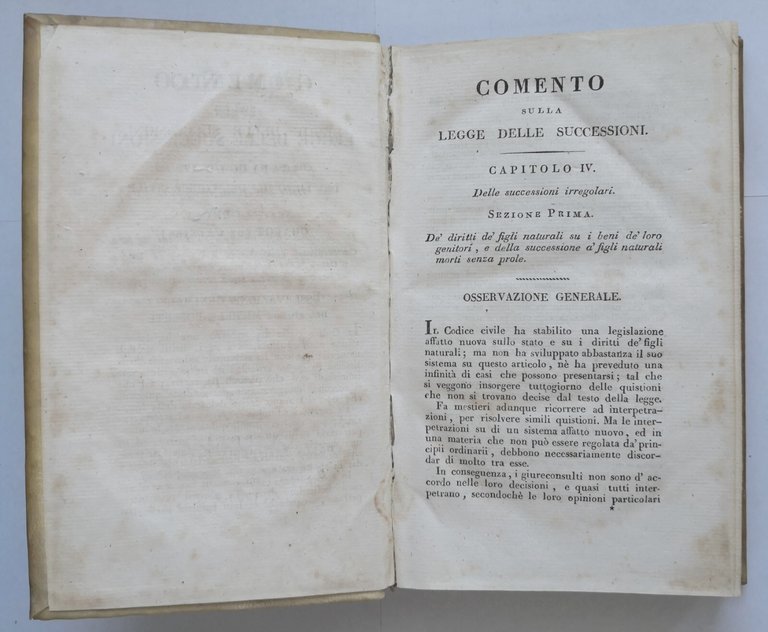 COMENTO
SULLA
LEGGE DELLE SUCCESSIONI.
CAPITOLO IV.
Delle successioni irregolari.
SEZIONE PRIMA.
De' diritti de' figli naturali su i beni de' loro
genitori, e della successione a' figli naturali
morti senza prole.
OSSERVAZIONE GENERALE.
IL Codice civile ha stabilito una legislazione
affatto nuova sullo stato e su i diritti de' figli
naturali; ma non ha sviluppato abbastanza il suo
sistema su questo articolo, nè ha preveduto una
infinità di casi che possono presentarsi; tal che
si veggono insorgere tuttogiorno delle quistioni
che non si trovano decise dal testo della legge.
Fa mestieri adunque ricorrere ad interpetra-
zioni, per risolvere simili quistioni. Ma le inter-
petrazioni su di un sistema affatto nuovo, ed in
una materia che non può essere regolata da' prin-
cipii ordinarii, debbono necessariamente discor-
dar di molto tra esse.
In conseguenza, i giureconsulti non sono d' ac-
cordo nelle loro decisioni, e quasi tutti inter-
petrano, secondochè le loro opinioni particolari
*